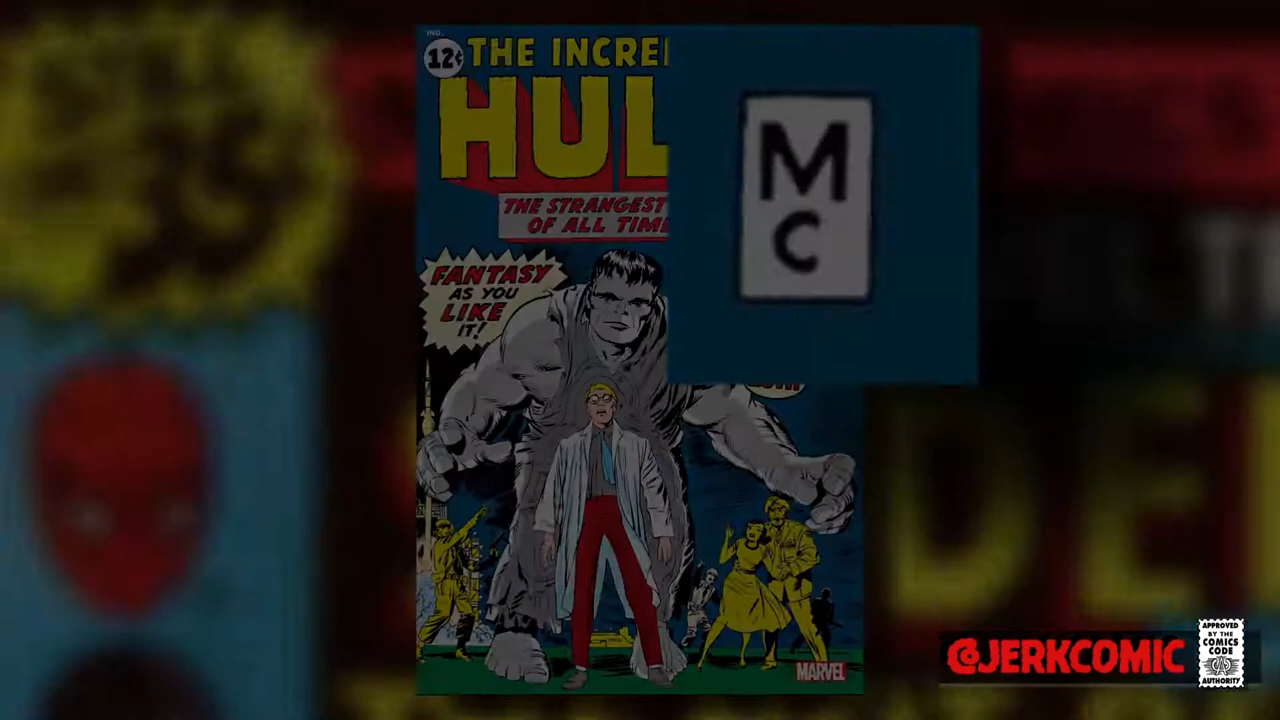 IND.
12¢
THE INCRE
HUL
THE STRANGEST
OF ALL TIM
M
C
FANTASY
AS YOU
LIKE
IT!
DE
MARVEL
@JERKCOMIC
APPROVED
BY THE
COMICS
CODE
AUTHORITY